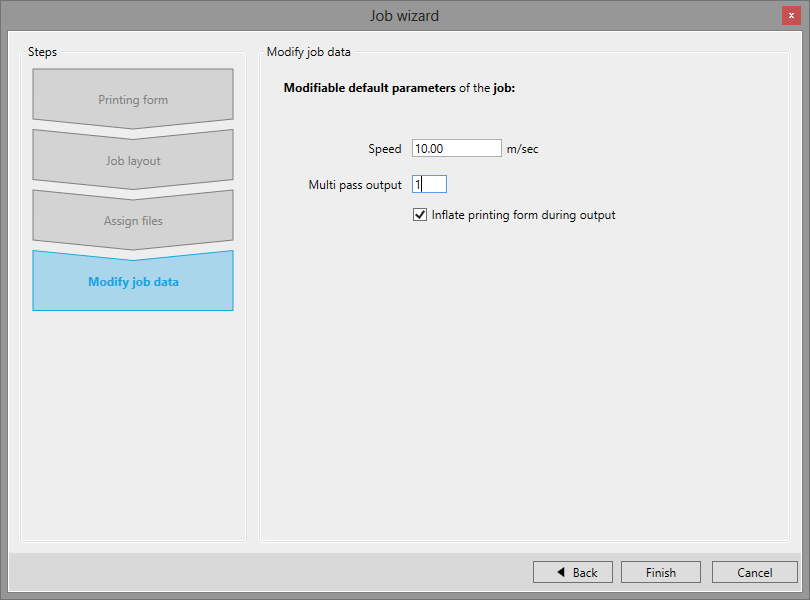 Job wizard
x
Steps
Printing form
Job layout
Assign files
Modify job data
Modify job data
Modifiable default parameters of the job:
Speed 10.00 m/sec
Multi pass output 1
Inflate printing form during output
Back Finish Cancel